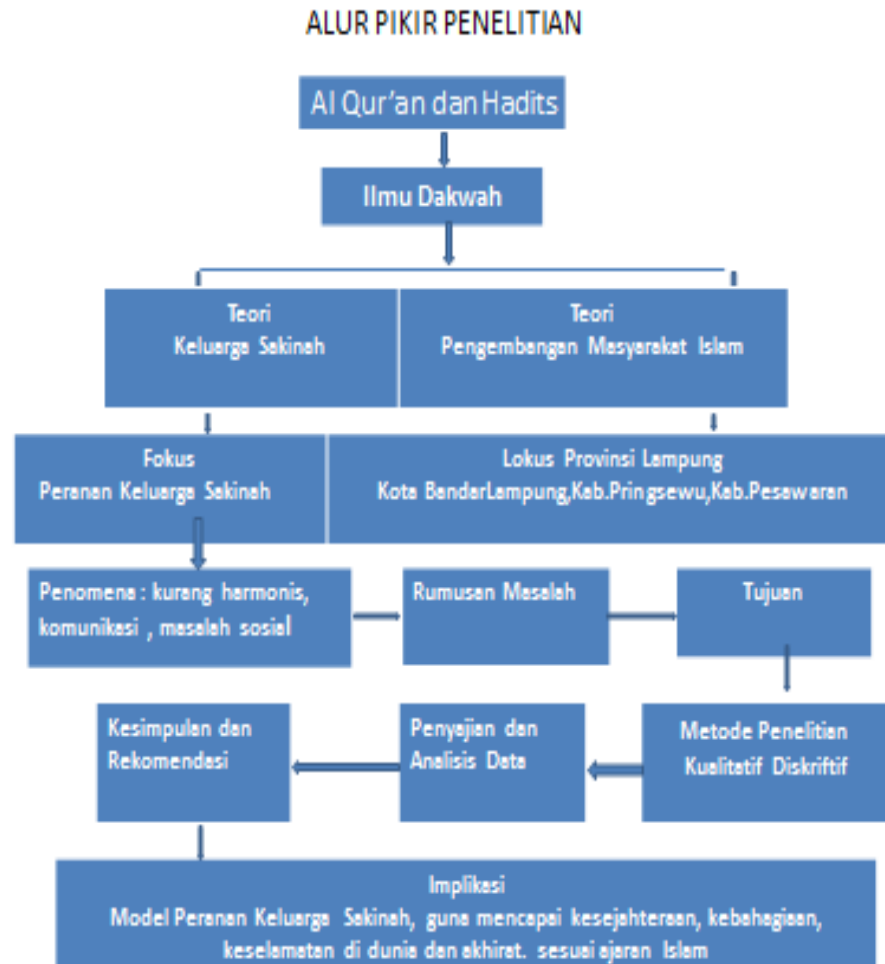 ALUR PIKIR PENELITIAN
Al Qur'an dan Hadits
Ilmu Dakwah
Teori
Keluarga Sakinah
Teori
Pengembangan Masyarakat Islam
Fokus
Peranan Keluarga Sakinah
Lokus Provinsi Lampung
Kota BandarLampung,Kab.Pringsewu,Kab.Pesawaran
Penomena : kurang harmonis,
komunikasi , masalah sosial
Rumusan Masalah
Tujuan
Metode Penelitian
Kualitatif Diskriftif
Penyajian dan
Analisis Data
Kesimpulan dan
Rekomendasi
Implikasi
Model Peranan Keluarga Sakinah, guna mencapai kesejahteraan, kebahagiaan,
keselamatan di dunia dan akhirat. sesuai ajaran Islam